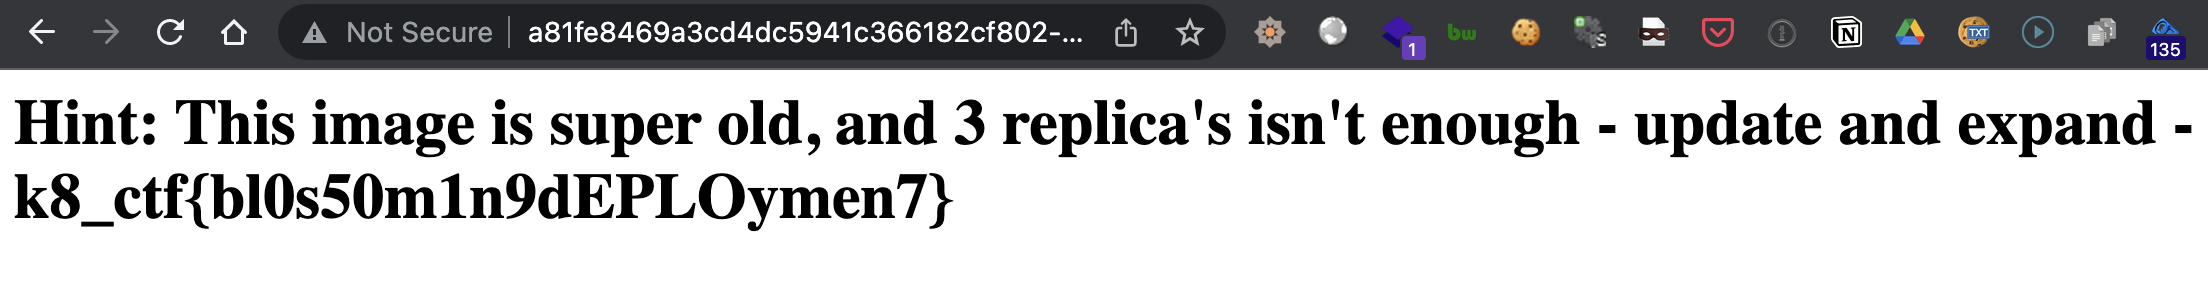 Not Secure a81fe8469a3cd4dc5941c366182cf802-... 1 bw S N TXT 135
Hint: This image is super old, and 3 replica's isn't enough - update and expand -
k8_ctf{bl0s50m1n9dEPLOymen7}